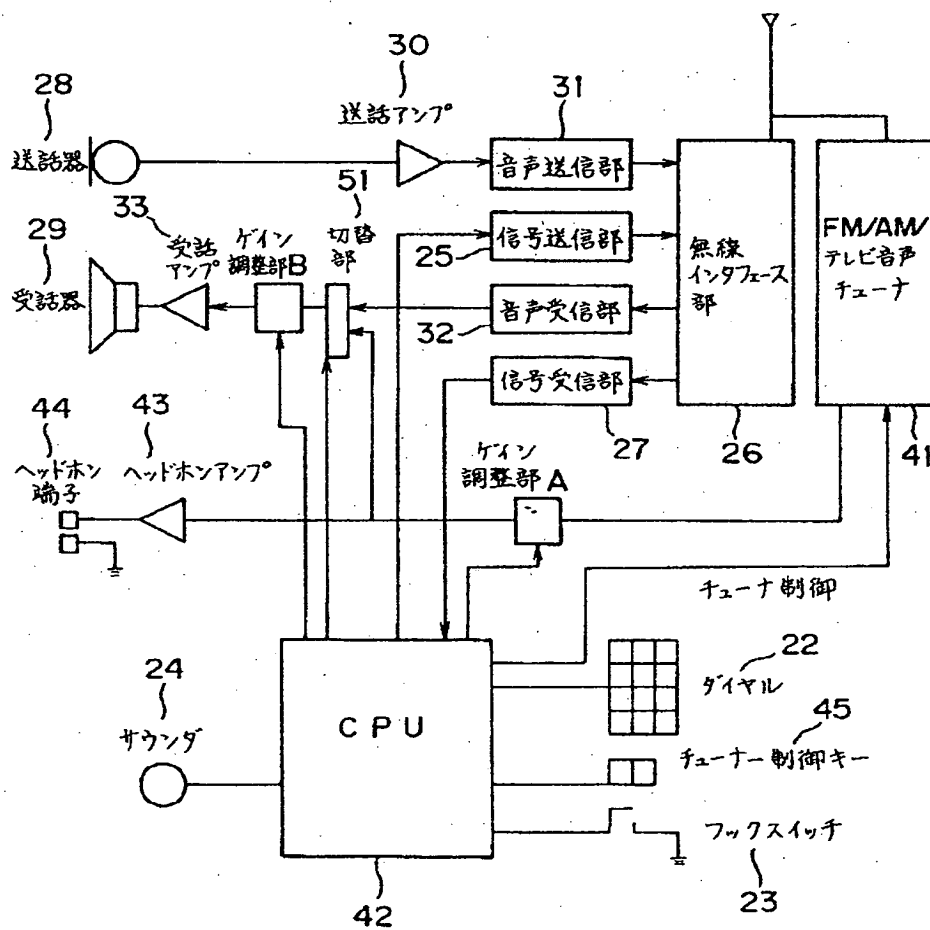 30
送話アンプ
28
送話器
31
音声送信部
51
切替
部
33
受話
アンプ
ゲイン
調整部B
29
受話器
信号送信部
25
音声受信部
32
信号受信部
27
無線
インタフェース
部
26
FM/AM/
テレビ音声
チューナ
41
44
ヘッドホン
端子
43
ヘッドホンアンプ
ゲイン
調整部A
チューナ制御
24
サウンダ
CPU
42
22
ダイヤル
45
チューナー制御キー
フックスイッチ
23